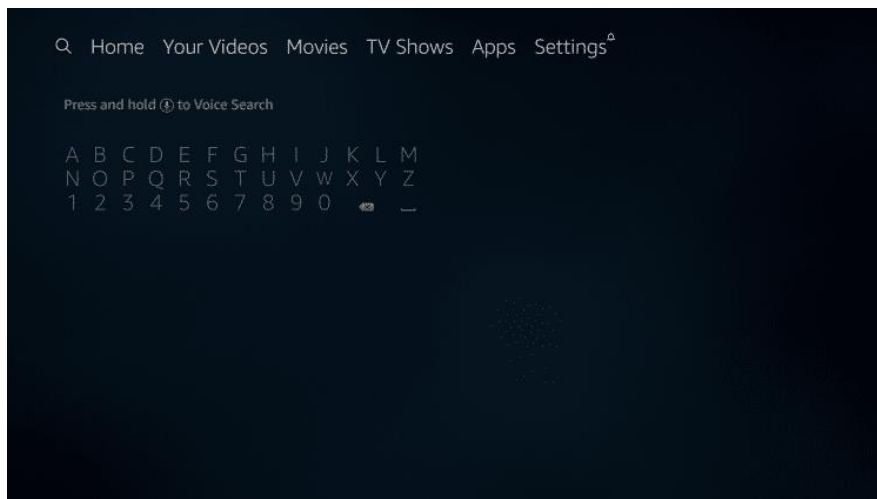 Home Your Videos Movies TV Shows Apps Settings
Press and hold to Voice Search
A B C D E F G H I J K L M
N O P Q R S T U V W X Y Z
1 2 3 4 5 6 7 8 9 0